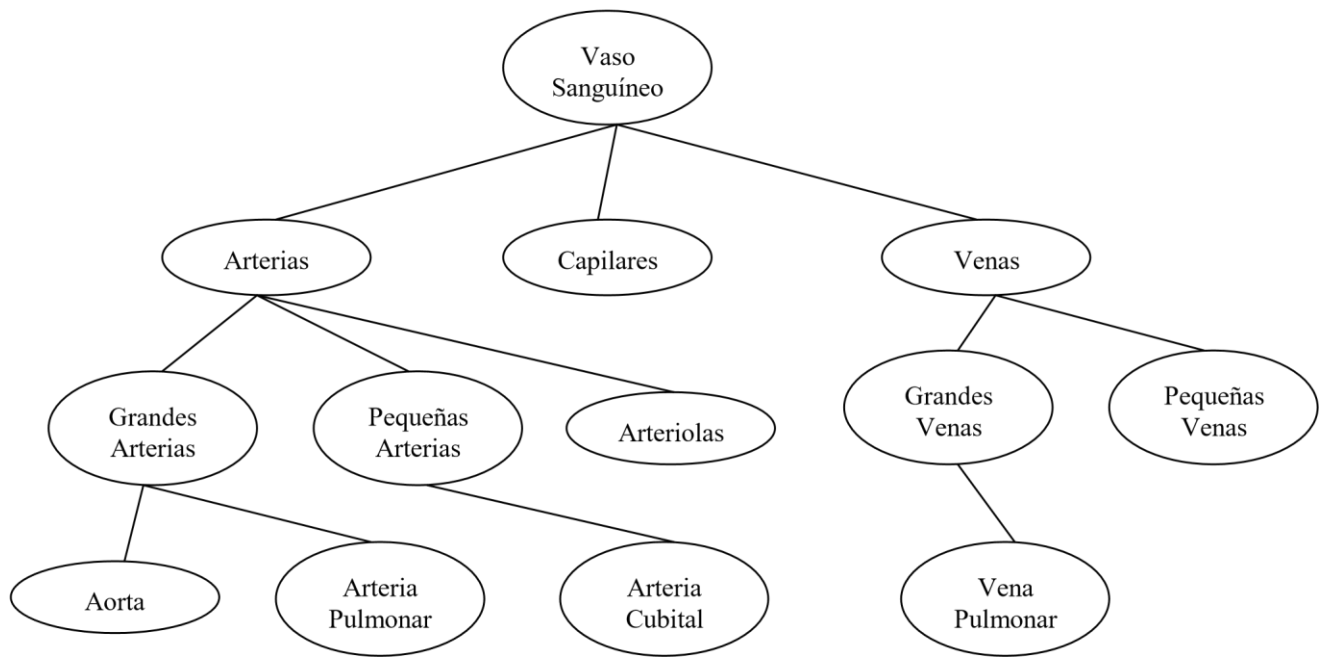 Vaso
Sanguíneo
Arterias
Capilares
Venas
Grandes
Arterias
Pequeñas
Arterias
Arteriolas
Grandes
Venas
Pequeñas
Venas
Aorta
Arteria
Pulmonar
Arteria
Cubital
Vena
Pulmonar